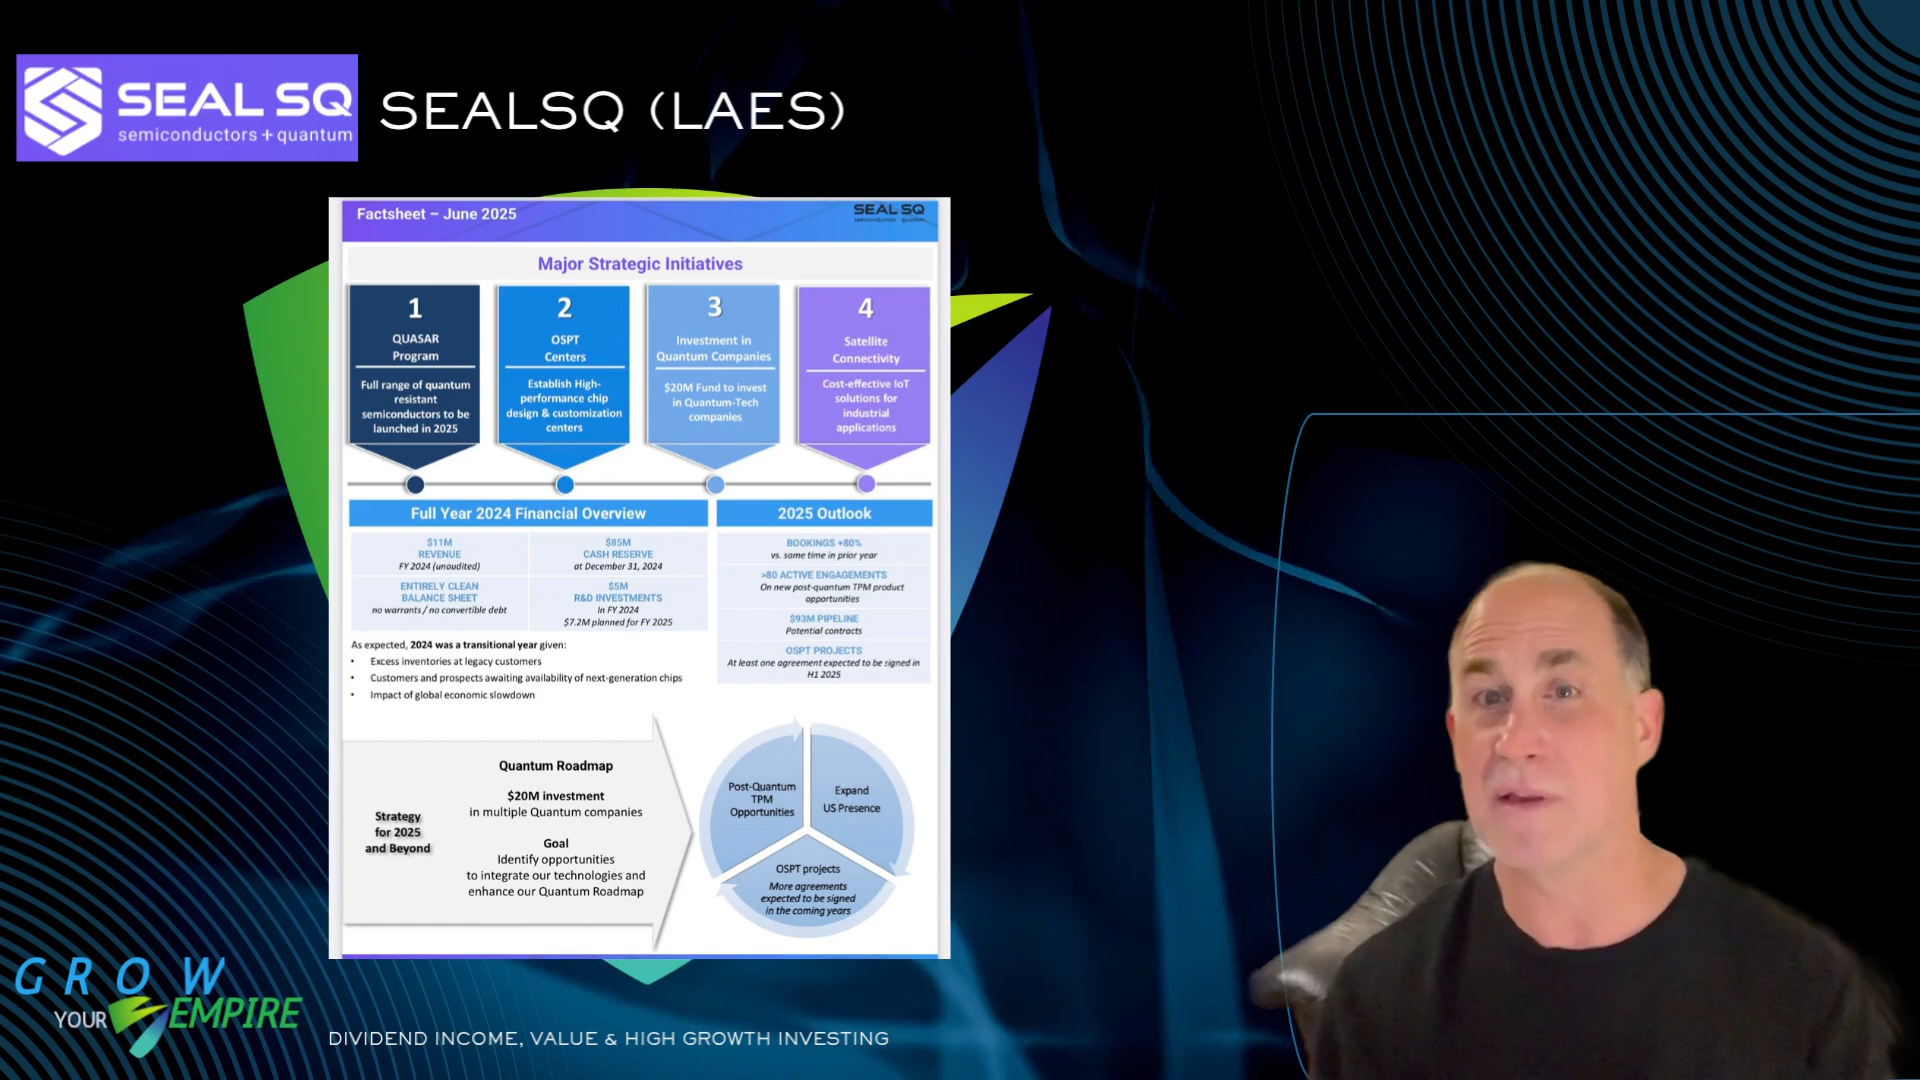 SEAL SQ
semiconductors + quantum
SEALSQ (LAES)
Factsheet – June 2025
SEAL SQ
Major Strategic Initiatives
1
QUASAR
Program
Full range of quantum
resistant
semiconductors to be
launched in 2025
2
OSPT
Centers
Establish High-
performance chip
design & customization
centers
3
Investment in
Quantum Companies
$20M Fund to invest
in Quantum-Tech
companies
4
Satellite
Connectivity
Cost-effective IoT
solutions for
industrial
applications
Full Year 2024 Financial Overview
$11M
REVENUE
FY 2024 (unaudited)
$85M
CASH RESERVE
at December 31, 2024
ENTIRELY CLEAN
BALANCE SHEET
no warrants / no convertible debt
$5M
R&D INVESTMENTS
In FY 2024
$7.2M planned for FY 2025
2025 Outlook
BOOKINGS +80%
vs. same time in prior year
>80 ACTIVE ENGAGEMENTS
On new post-quantum TPM product
opportunities
$93M PIPELINE
Potential contracts
OSPT PROJECTS
At least one agreement expected to be signed in
H1 2025
As expected, 2024 was a transitional year given:
• Excess inventories at legacy customers
• Customers and prospects awaiting availability of next-generation chips
• Impact of global economic slowdown
Strategy
for 2025
and Beyond
Quantum Roadmap
$20M investment
in multiple Quantum companies
Goal
Identify opportunities
to integrate our technologies and
enhance our Quantum Roadmap
Post-Quantum
TPM
Opportunities
Expand
US Presence
OSPT projects
More agreements
expected to be signed
in the coming years
GROW
YOUR EMPIRE
DIVIDEND INCOME, VALUE & HIGH GROWTH INVESTING